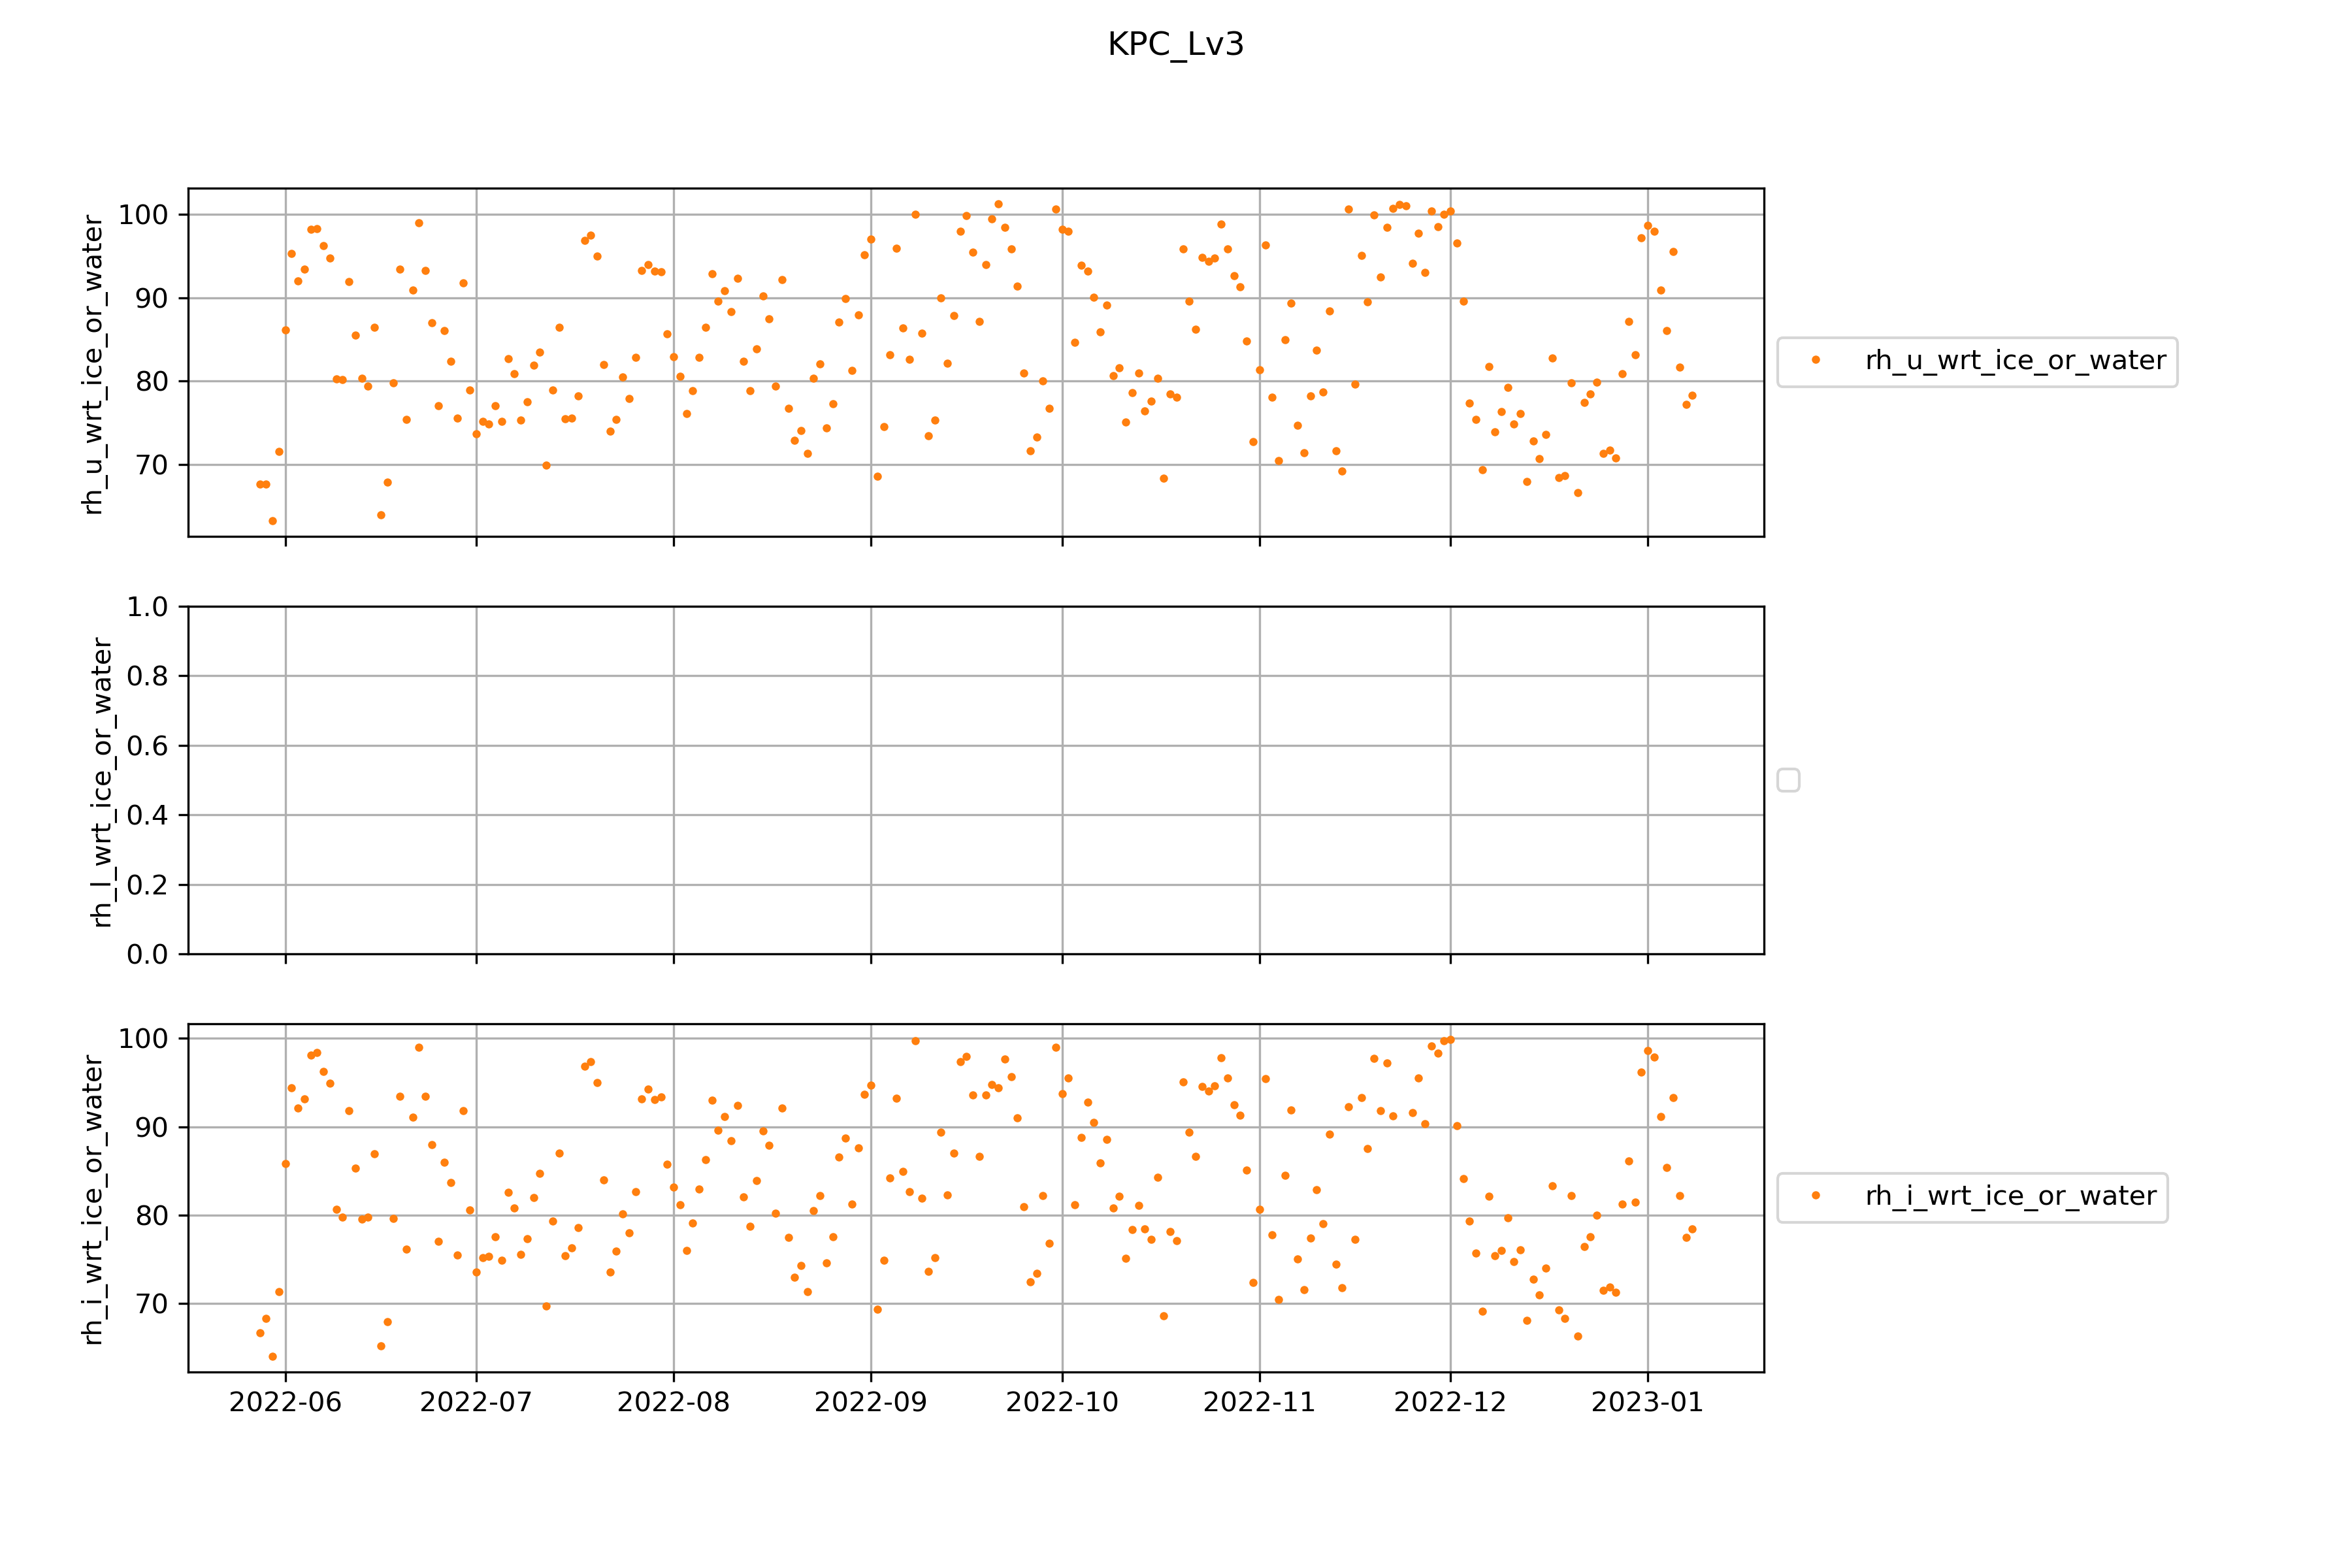 KPC_Lv3
rh_u_wrt_ice_or_water
100
90
80
70
rh_u_wrt_ice_or_water
rh_l_wrt_ice_or_water
1.0
0.8
0.6
0.4
0.2
0.0
rh_i_wrt_ice_or_water
100
90
80
70
rh_i_wrt_ice_or_water
2022-06 2022-07 2022-08 2022-09 2022-10 2022-11 2022-12 2023-01